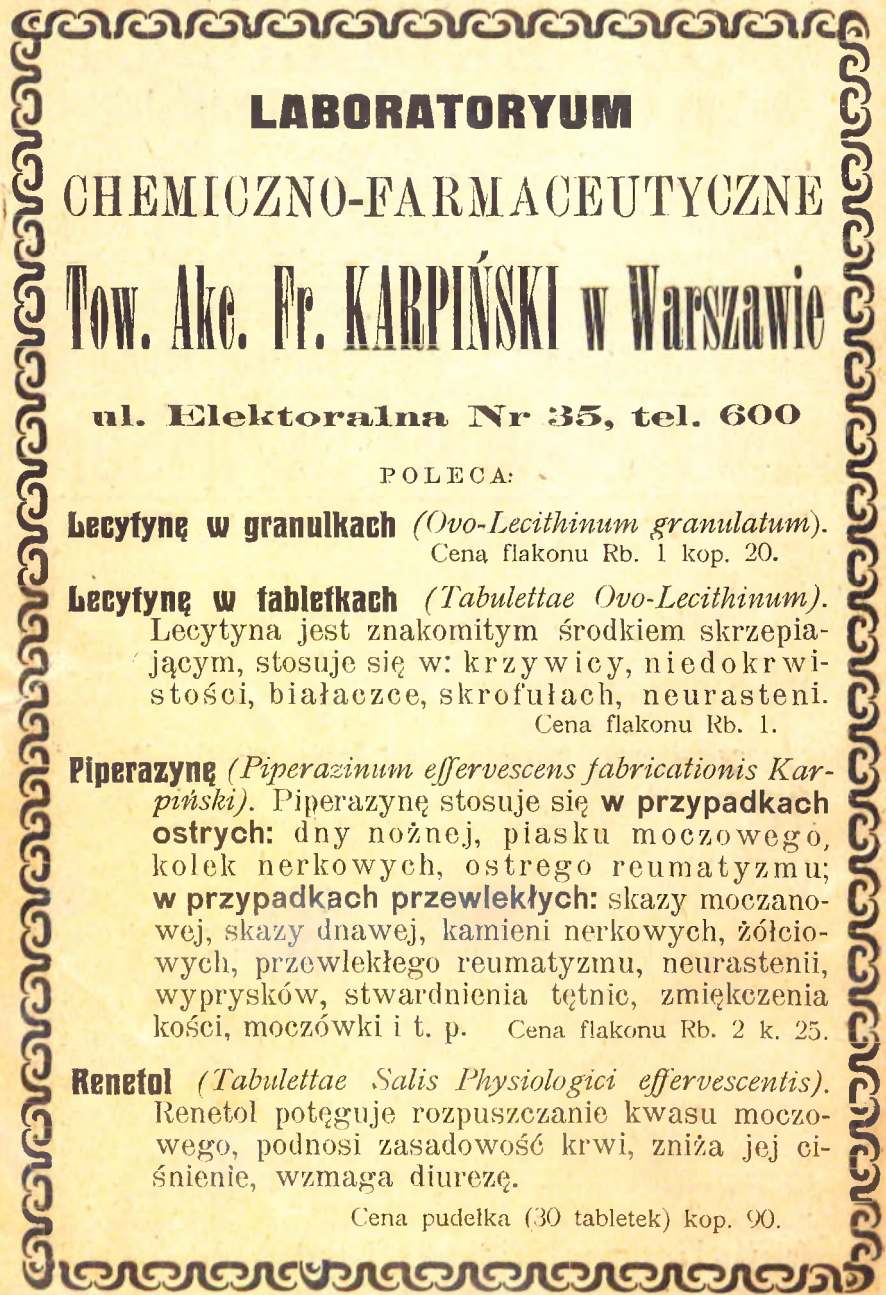 LABORATORYUM
CHEMICZNO-FARMACEUTYCZNE
Tow. Akc. Fr. KARPIŃSKI w Warszawie
ul. Elektoralna Nr 35, tel. 600
POLECA:
Lecytynę w granulkach (Ovo-Lecithinum granulatum).
Cena flakonu Rb. 1 kop. 20.
Lecytynę w tabletkach (Tabulettae Ovo-Lecithinum).
Lecytyna jest znakomitym środkiem skrzepia-
jącym, stosuje się w: krzywicy, niedokrwi-
stości, białaczce, skrofułach, neurasteni.
Cena flakonu Rb. 1.
Piperazynę (Piperazinum effervescens fabricationis Kar-
piński). Piperazynę stosuje się w przypadkach
ostrych: dny nożnej, piasku moczowego,
kolek nerkowych, ostrego reumatyzmu;
w przypadkach przewlekłych: skazy moczano-
wej, skazy dnawej, kamieni nerkowych, żółcio-
wych, przewlekłego reumatyzmu, neurastenii,
wyprysków, stwardnienia tętnic, zmiękczenia
kości, moczówki i t. p. Cena flakonu Rb. 2 k. 25.
Renetol (Tabulettae Salis Physiologici effervescentis).
Renetol potęguje rozpuszczanie kwasu moczo-
wego, podnosi zasadowość krwi, zniża jej ci-
śnienie, wzmaga diurezę.
Cena pudełka (30 tabletek) kop. 90.